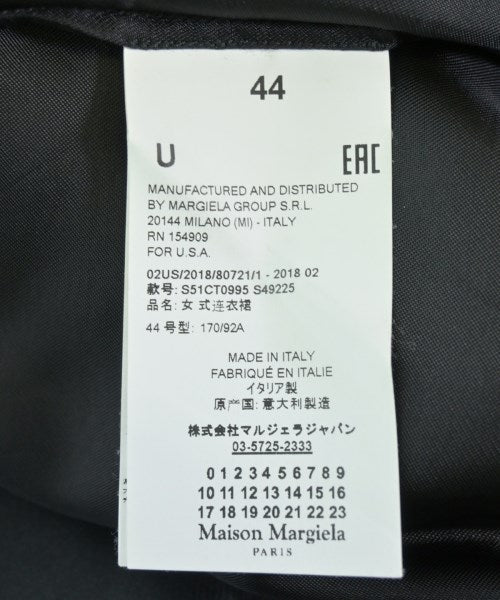 44
U EAC
MANUFACTURED AND DISTRIBUTED
BY MARGIELA GROUP S.R.L.
20144 MILANO (MI) - ITALY
RN 154909
FOR U.S.A.
02US/2018/80721/1 - 2018 02
款号: S51CT0995 S49225
品名: 女 式连衣裙
44 号型: 170/92A
MADE IN ITALY
FABRIQUÉ EN ITALIE
イタリア製
原产国: 意大利製造
株式会社マルジェラジャパン
03-5725-2333
0 1 2 3 4 5 6 7 8 9
10 11 12 13 14 15 16
17 18 19 20 21 22 23
Maison Margiela
PARIS